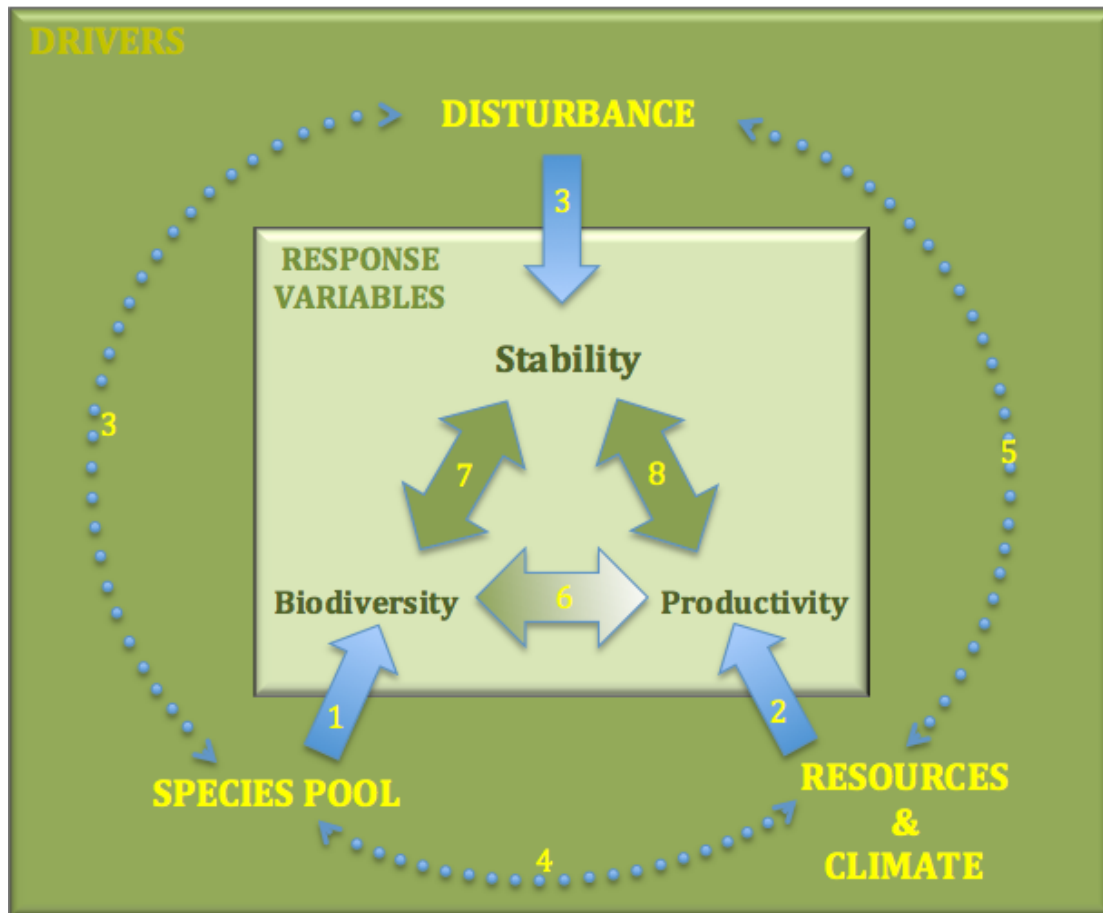 DRIVERS
DISTURBANCE
3
RESPONSE
VARIABLES
Stability
3
5
7
8
Biodiversity
6
Productivity
1
2
SPECIES POOL
RESOURCES
&
CLIMATE
4